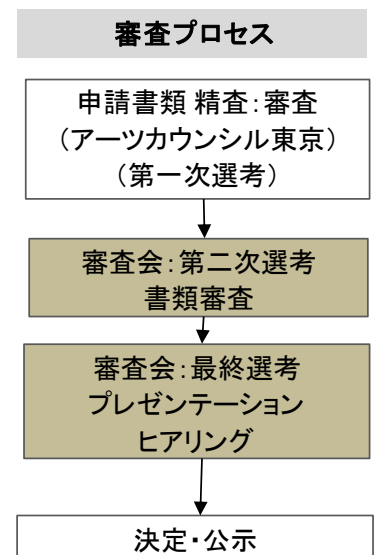 審査プロセス
申請書類 精査：審査
（アーツカウンシル東京）
（第一次選考）
審査会：第二次選考
書類審査
審査会：最終選考
プレゼンテーション
ヒアリング
決定・公示